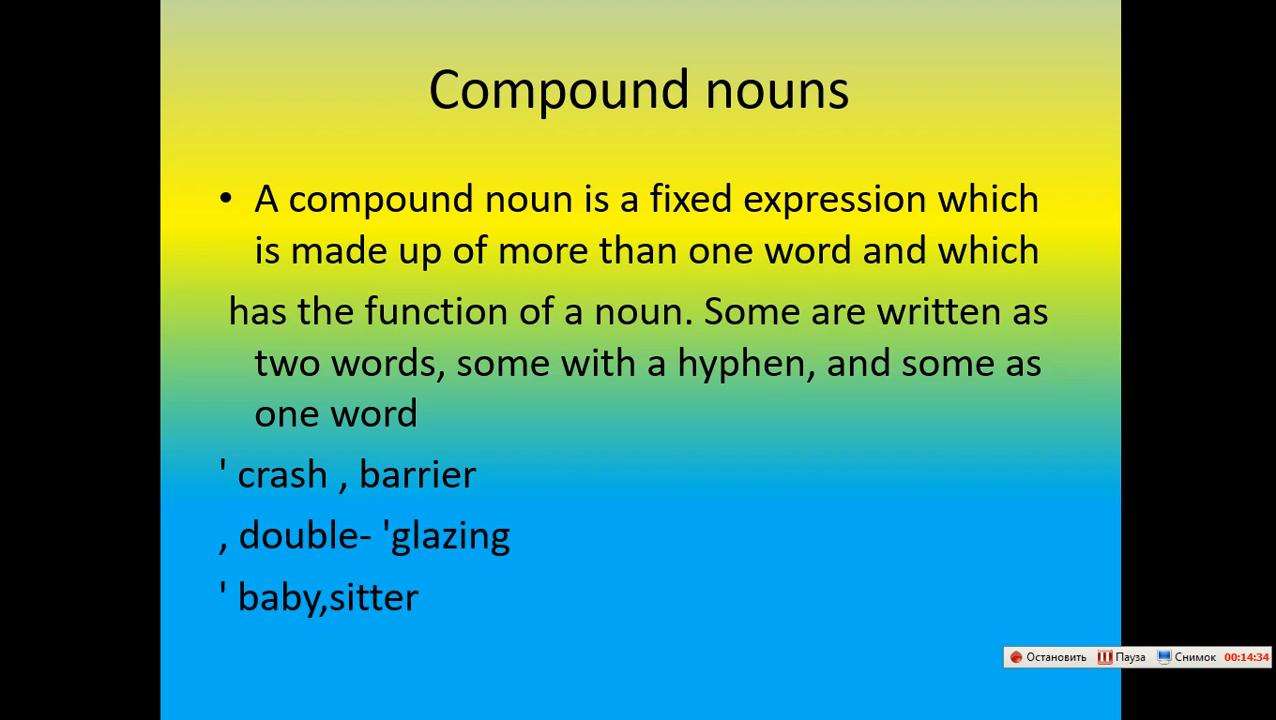 Compound nouns
• A compound noun is a fixed expression which
is made up of more than one word and which
has the function of a noun. Some are written as
two words, some with a hyphen, and some as
one word
' crash , barrier
, double- 'glazing
' baby,sitter
Остановить Пауза Снимок 00:14:34